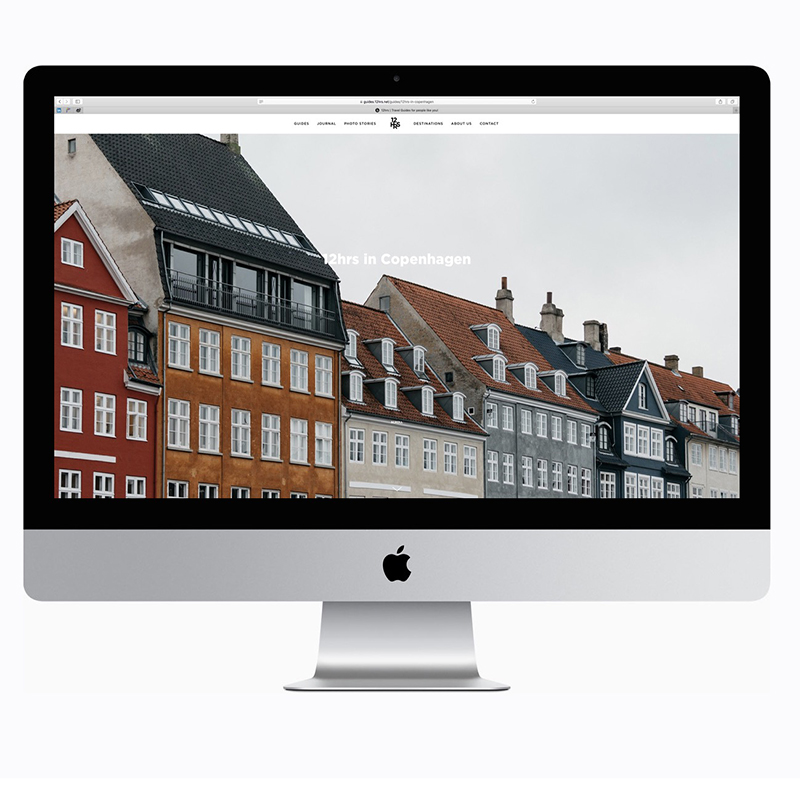 guides.12hrs.net/guides/12hrs-in-copenhagen
12hrs | Travel Guides for people like you!
GUIDES JOURNAL PHOTO STORIES 12 HRS DESTINATIONS ABOUT US CONTACT
12hrs in Copenhagen